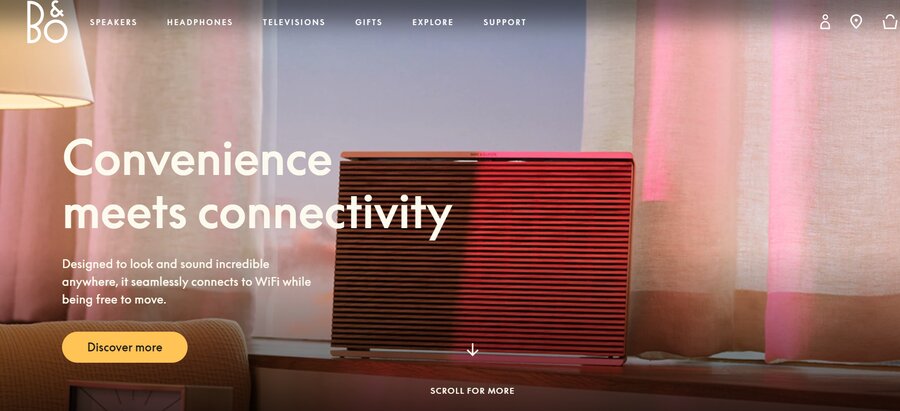 B&O
SPEAKERS HEADPHONES TELEVISIONS GIFTS EXPLORE SUPPORT
Convenience
meets connectivity
Designed to look and sound incredible
anywhere, it seamlessly connects to WiFi while
being free to move.
Discover more
SCROLL FOR MORE